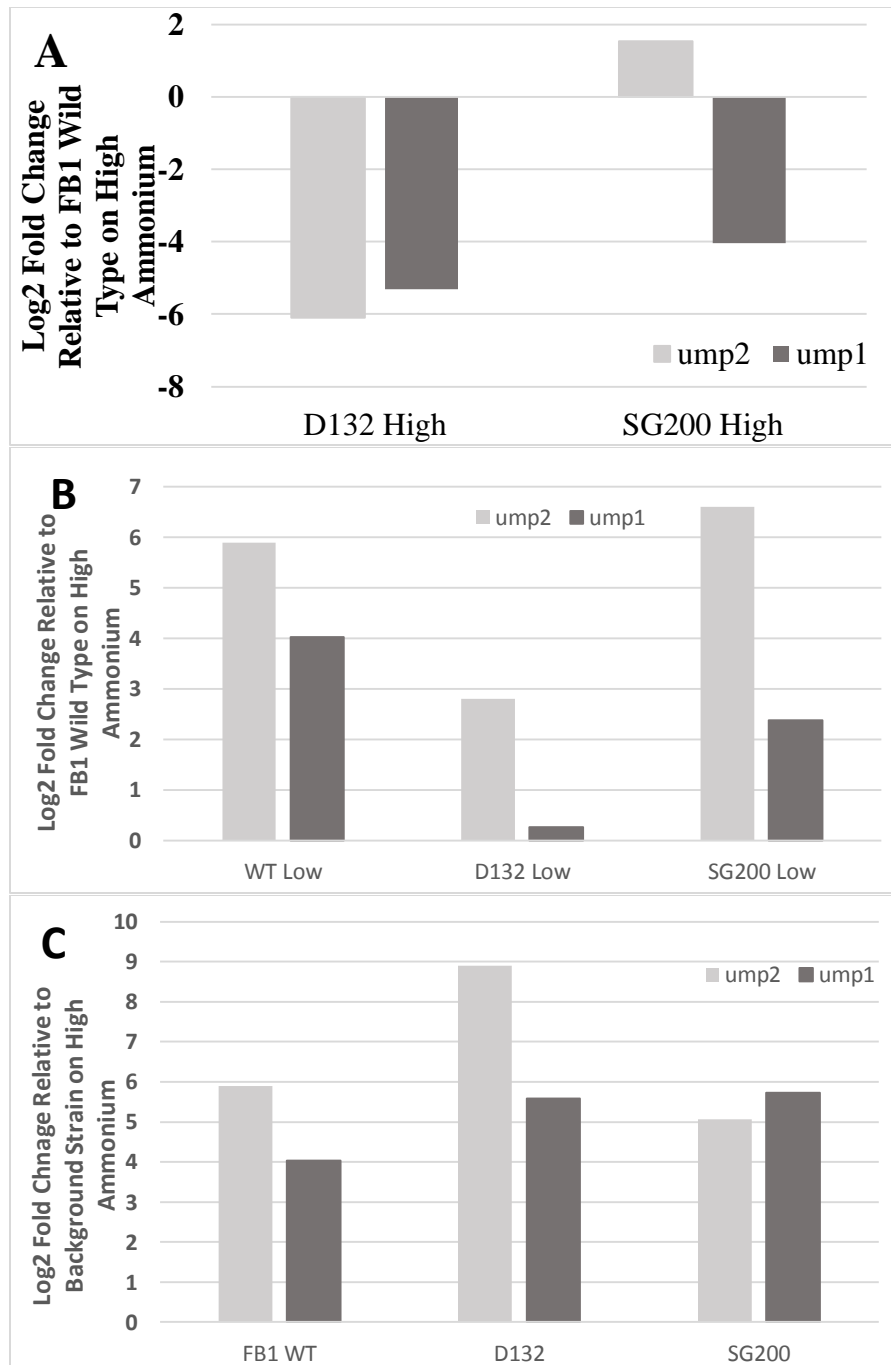 A
Log2 Fold Change
Relative to FB1 Wild
Type on High
Ammonium
2
0
-2
-4
-6
-8
ump2 ump1
D132 High SG200 High
B
Log2 Fold Change Relative to
FB1 Wild Type on High
Ammonium
7
6
5
4
3
2
1
0
ump2 ump1
WT Low D132 Low SG200 Low
C
Log2 Fold Chnage Relative to
Background Strain on High
Ammonium
10
9
8
7
6
5
4
3
2
1
0
ump2 ump1
FB1 WT D132 SG200